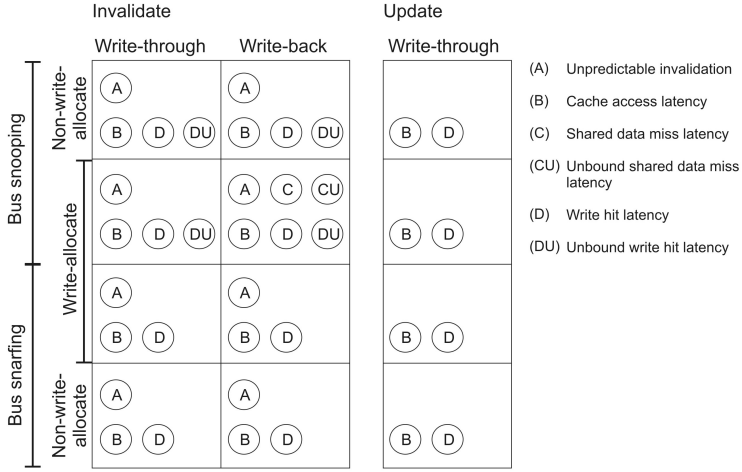 Invalidate
Update
Write-through
Write-back
Write-through
Bus snooping
Bus snarfing
Non-write-
allocate
Write-allocate
Non-write-
allocate
A
A
B D DU
B D DU
B D
A
A C CU
B D DU
B D DU
B D
A
A
B D
B D
B D
A
A
B D
B D
B D
(A) Unpredictable invalidation
(B) Cache access latency
(C) Shared data miss latency
(CU) Unbound shared data miss
latency
(D) Write hit latency
(DU) Unbound write hit latency